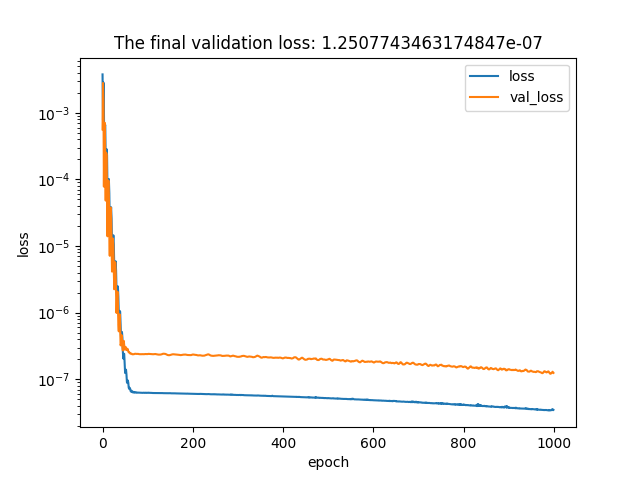 The final validation loss: 1.2507743463174847e-07
loss
val_loss
10⁻³
10⁻⁴
10⁻⁵
10⁻⁶
10⁻⁷
loss
0 200 400 600 800 1000
epoch